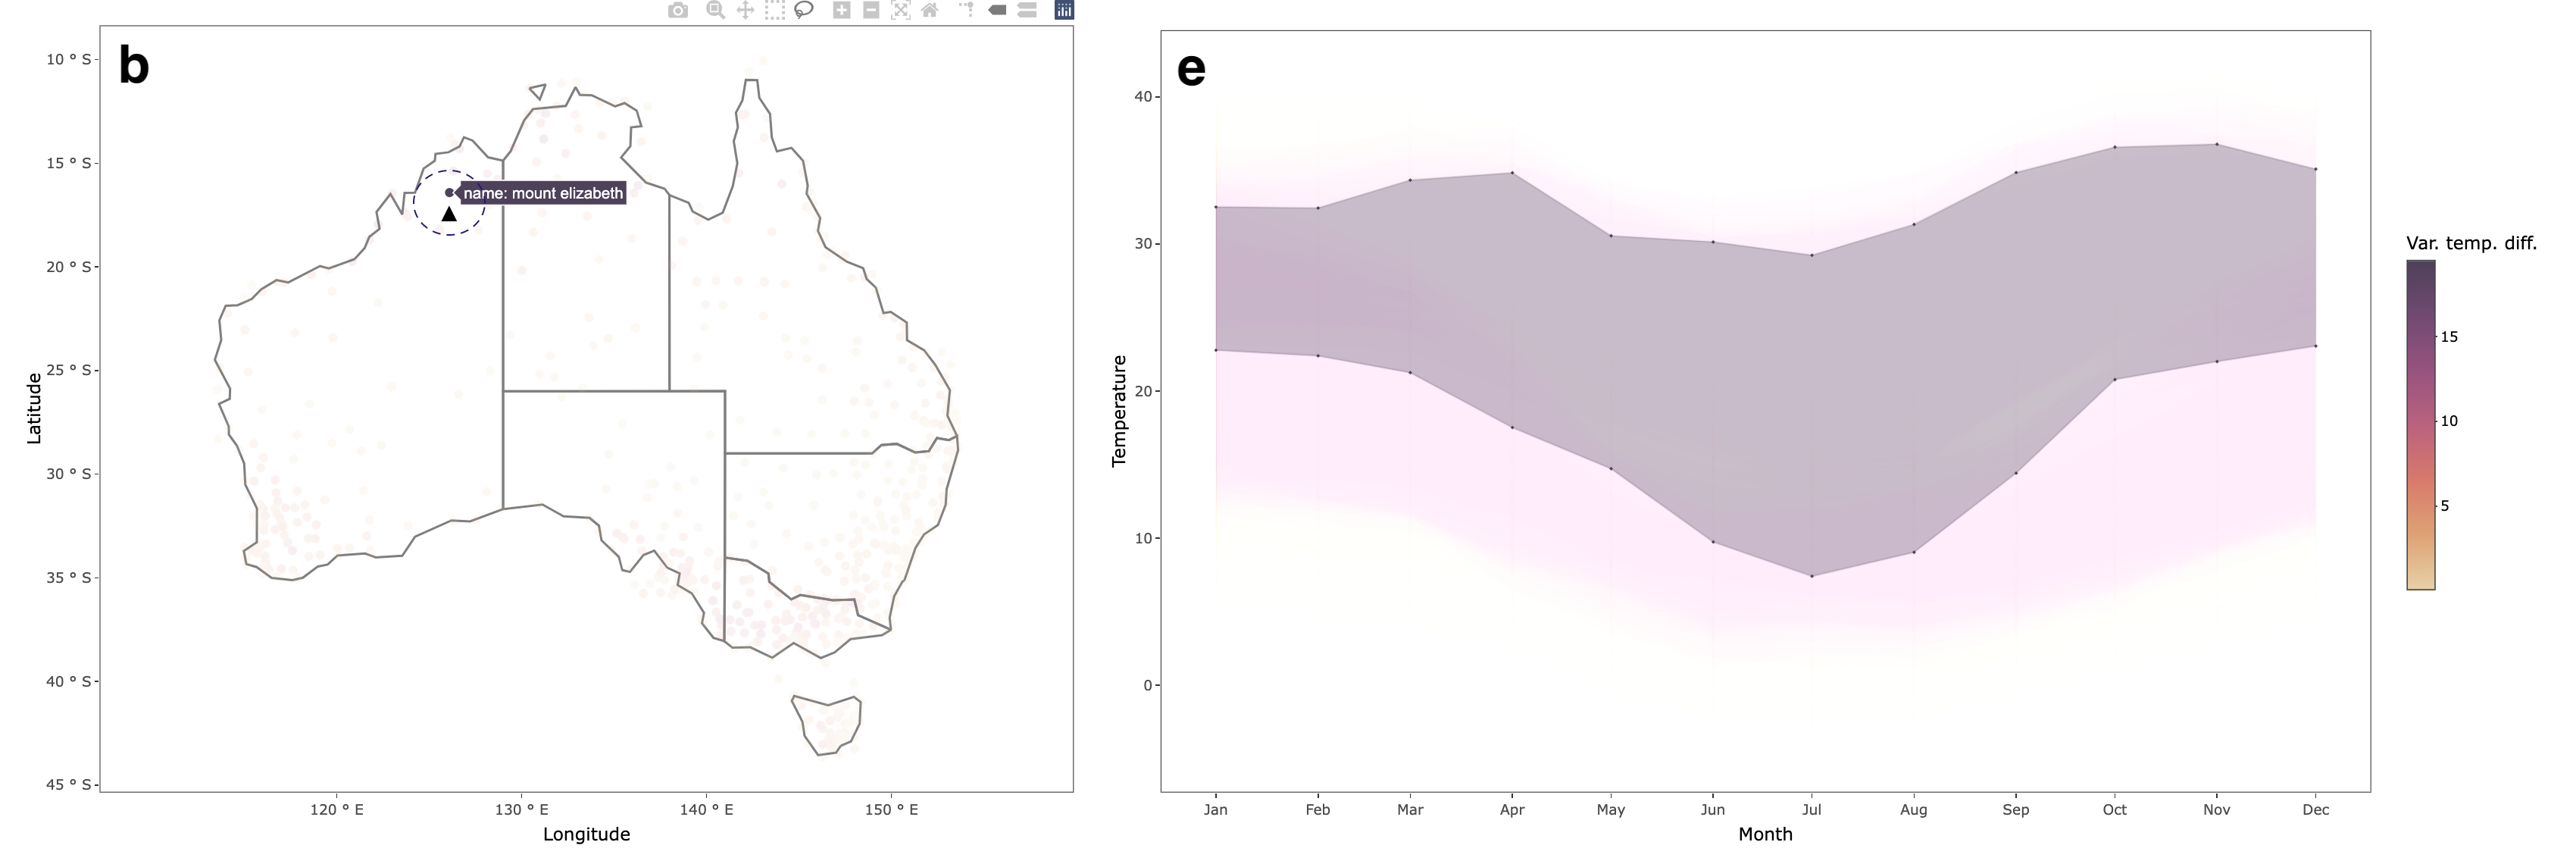 b
10 ° S
15 ° S
20 ° S
25 ° S
30 ° S
35 ° S
40 ° S
45 ° S
Latitude
name: mount elizabeth
120 ° E
130 ° E
140 ° E
150 ° E
Longitude
e
40
30
20
10
0
Temperature
Jan
Feb
Mar
Apr
May
Jun
Jul
Aug
Sep
Oct
Nov
Dec
Month
Var. temp. diff.
15
10
5